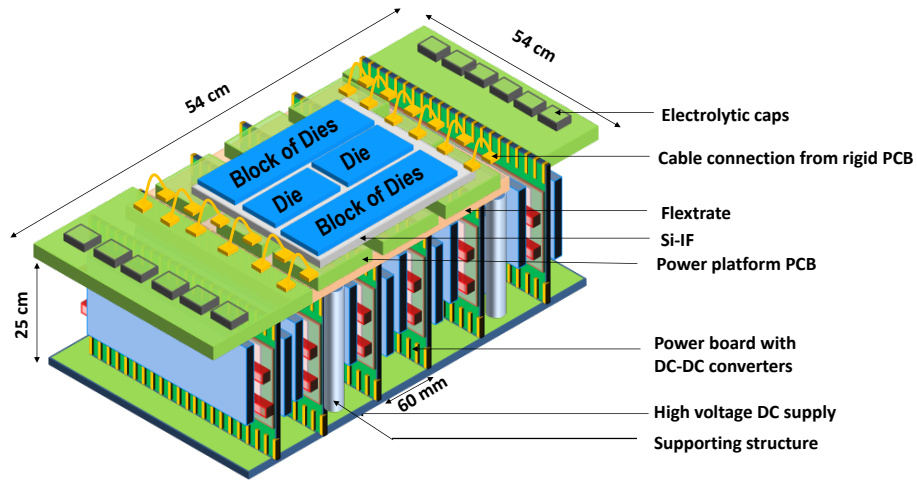 54 cm
54 cm
Electrolytic caps
Cable connection from rigid PCB
Block of Dies
Die
Die
Block of Dies
Flextrate
Si-IF
Power platform PCB
25 cm
Power board with
DC-DC converters
60 mm
High voltage DC supply
Supporting structure